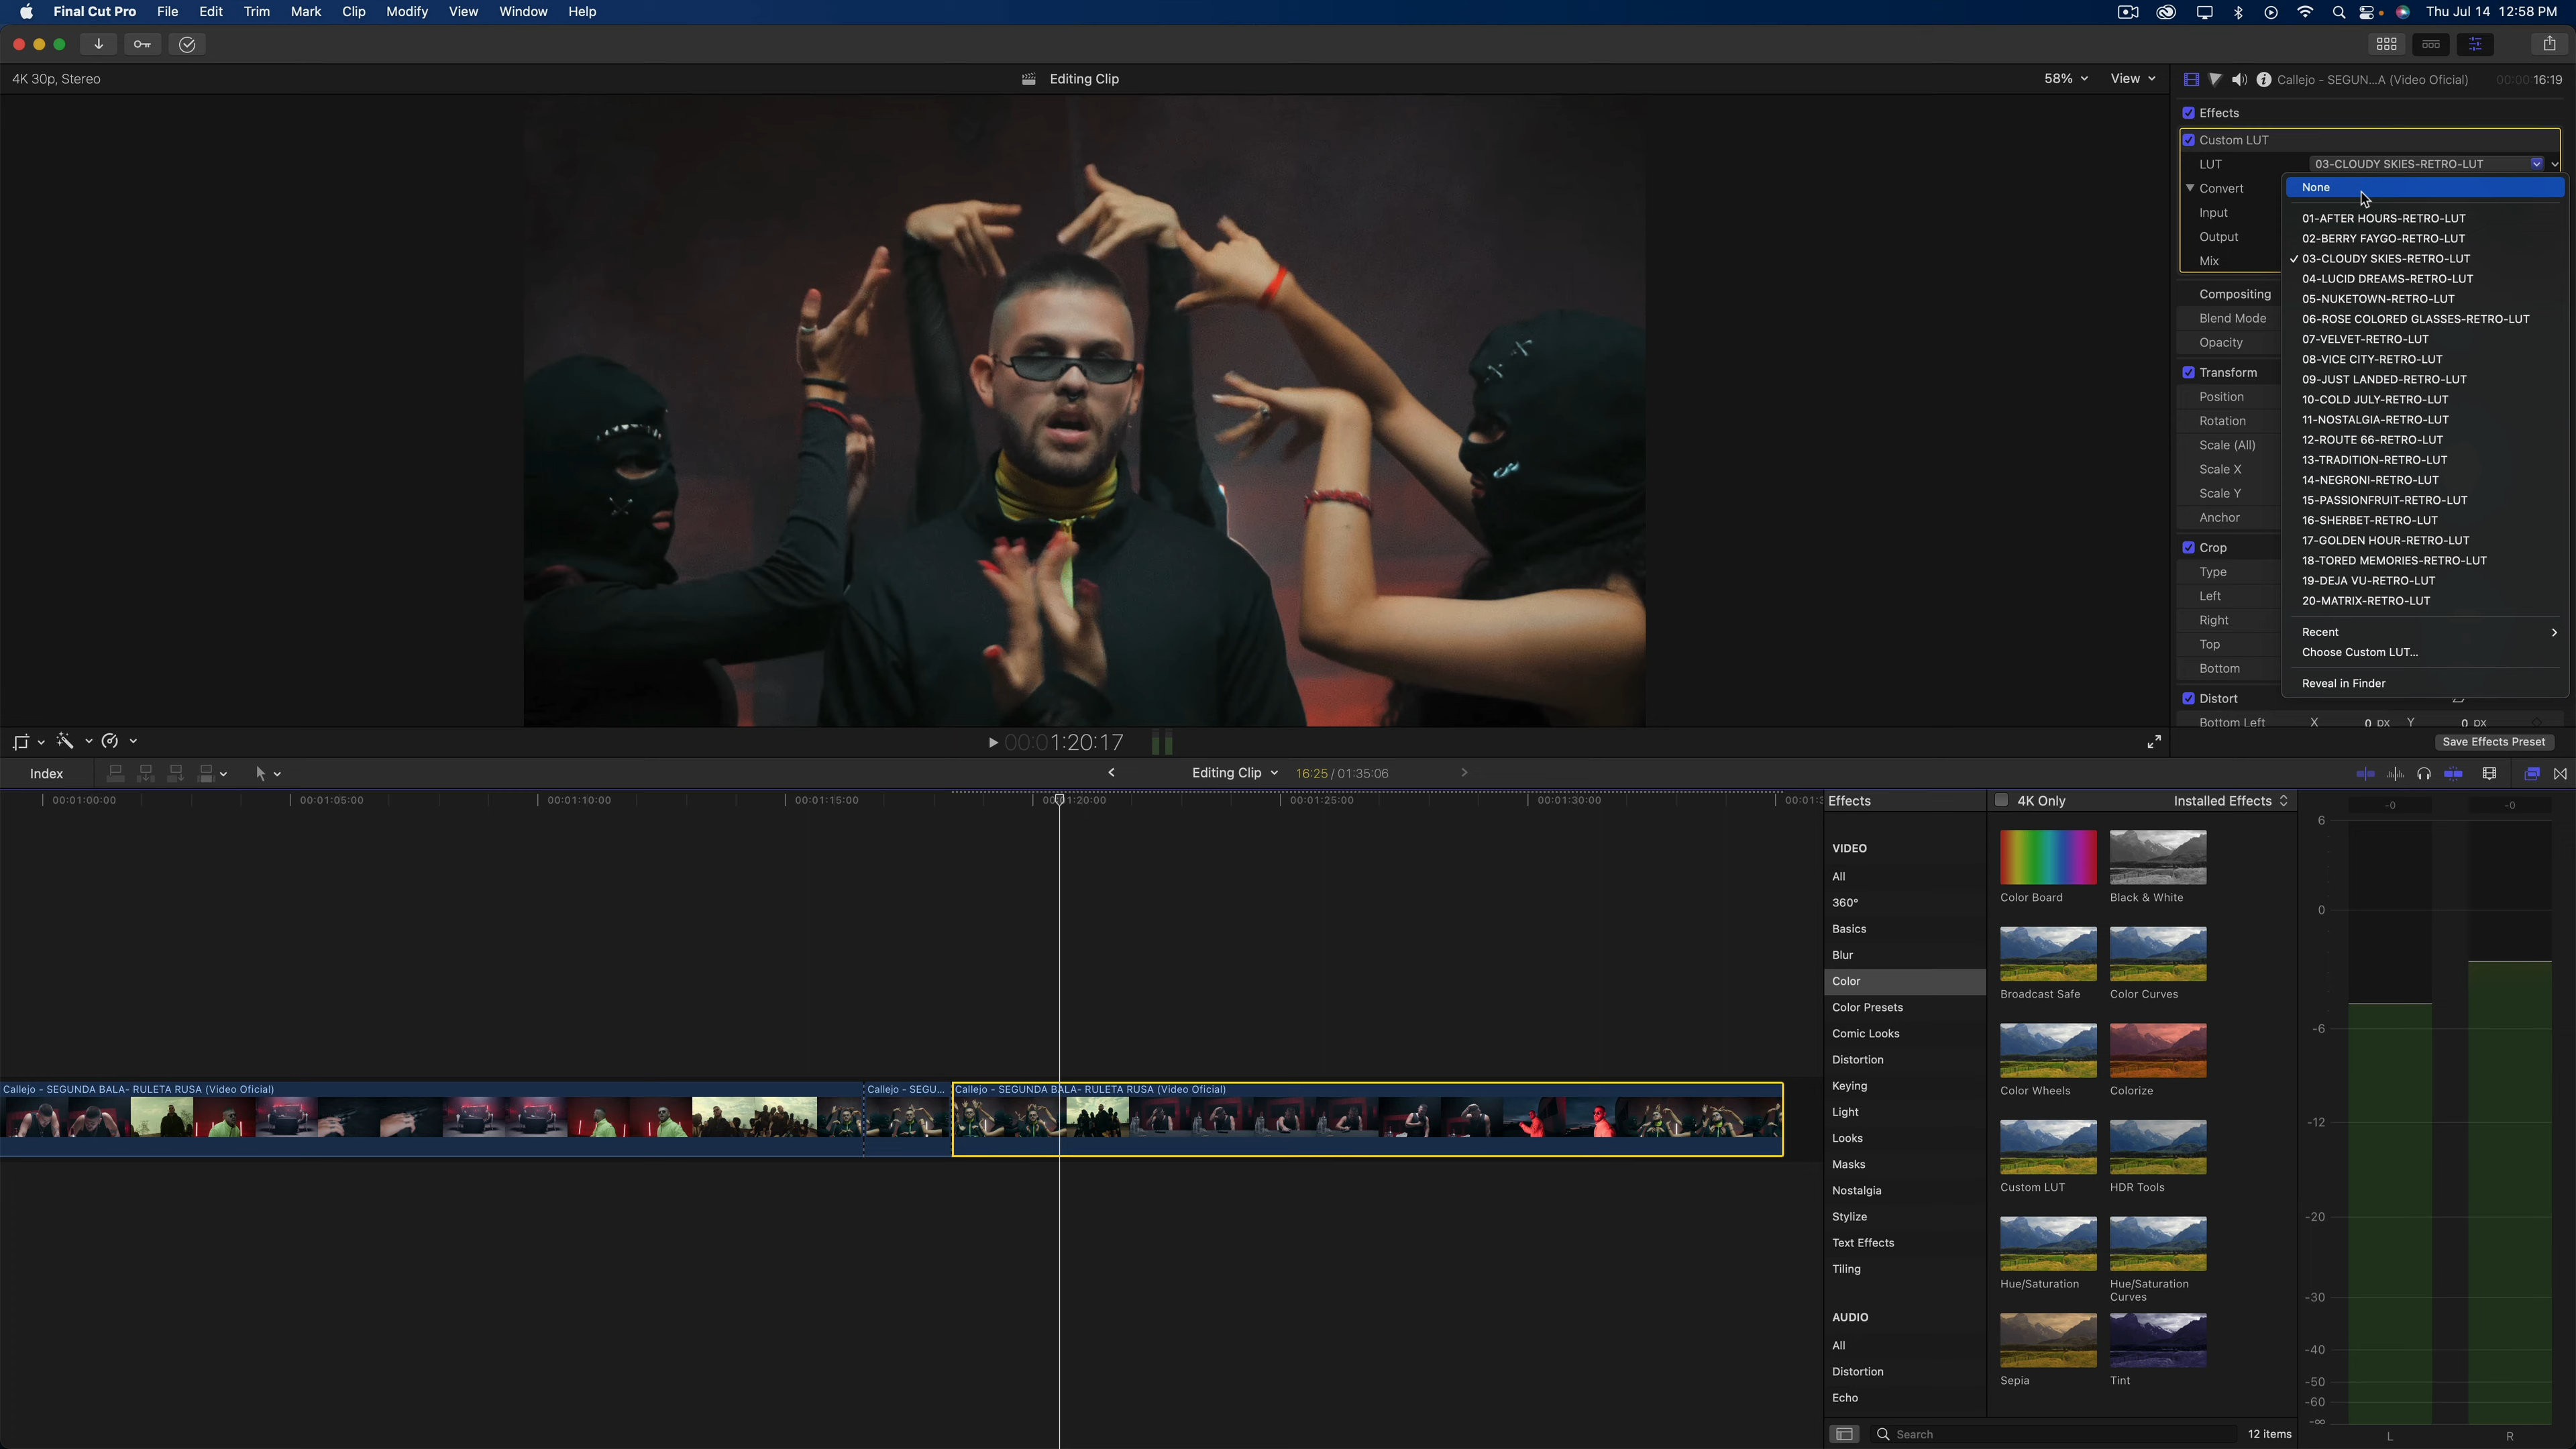 Final Cut Pro File Edit Trim Mark Clip Modify View Window Help Thu Jul 14 12:58 PM
4K 30p, Stereo Editing Clip 58% View Callejo - SEGUN...A (Video Oficial) 00:00:16:19
Effects
Custom LUT
LUT 03-CLOUDY SKIES-RETRO-LUT
Convert
Input
Output
Mix
Compositing
Blend Mode
Opacity
Transform
Position
Rotation
Scale (All)
Scale X
Scale Y
Anchor
Crop
Type
Left
Right
Top
Bottom
Distort
Bottom Left X 0 px Y 0 px
None
01-AFTER HOURS-RETRO-LUT
02-BERRY FAYGO-RETRO-LUT
03-CLOUDY SKIES-RETRO-LUT
04-LUCID DREAMS-RETRO-LUT
05-NUKETOWN-RETRO-LUT
06-ROSE COLORED GLASSES-RETRO-LUT
07-VELVET-RETRO-LUT
08-VICE CITY-RETRO-LUT
09-JUST LANDED-RETRO-LUT
10-COLD JULY-RETRO-LUT
11-NOSTALGIA-RETRO-LUT
12-ROUTE 66-RETRO-LUT
13-TRADITION-RETRO-LUT
14-NEGRONI-RETRO-LUT
15-PASSIONFRUIT-RETRO-LUT
16-SHERBET-RETRO-LUT
17-GOLDEN HOUR-RETRO-LUT
18-TORED MEMORIES-RETRO-LUT
19-DEJA VU-RETRO-LUT
20-MATRIX-RETRO-LUT
Recent
Choose Custom LUT...
Reveal in Finder
00:01:20:17 Save Effects Preset
Index Editing Clip 16:25 / 01:35:06
00:01:00:00 00:01:05:00 00:01:10:00 00:01:15:00 00:01:20:00 00:01:25:00 00:01:30:00 00:01:3
Callejo - SEGUNDA BALA- RULETA RUSA (Video Oficial) Callejo - SEGU... Callejo - SEGUNDA BALA- RULETA RUSA (Video Oficial)
Effects 4K Only Installed Effects
VIDEO
All
360°
Basics
Blur
Color
Color Presets
Comic Looks
Distortion
Keying
Light
Looks
Masks
Nostalgia
Stylize
Text Effects
Tiling
AUDIO
All
Distortion
Echo
Color Board Black & White
Broadcast Safe Color Curves
Color Wheels Colorize
Custom LUT HDR Tools
Hue/Saturation Hue/Saturation
Curves
Sepia Tint
Search 12 items
-0 -0
6
0
-6
-12
-20
-30
-40
-50
-60
-∞
L R